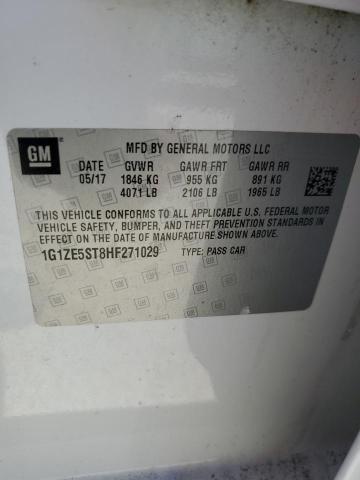 GM
MFD BY GENERAL MOTORS LLC
DATE GVWR GAWR FRT GAWR RR
05/17 1846 KG 955 KG 891 KG
4071 LB 2106 LB 1965 LB
THIS VEHICLE CONFORMS TO ALL APPLICABLE U.S. FEDERAL MOTOR
VEHICLE SAFETY, BUMPER, AND THEFT PREVENTION STANDARDS IN
EFFECT ON THE DATE OF MANUFACTURE SHOWN ABOVE.
1G1ZE5ST8HF271029 TYPE: PASS CAR